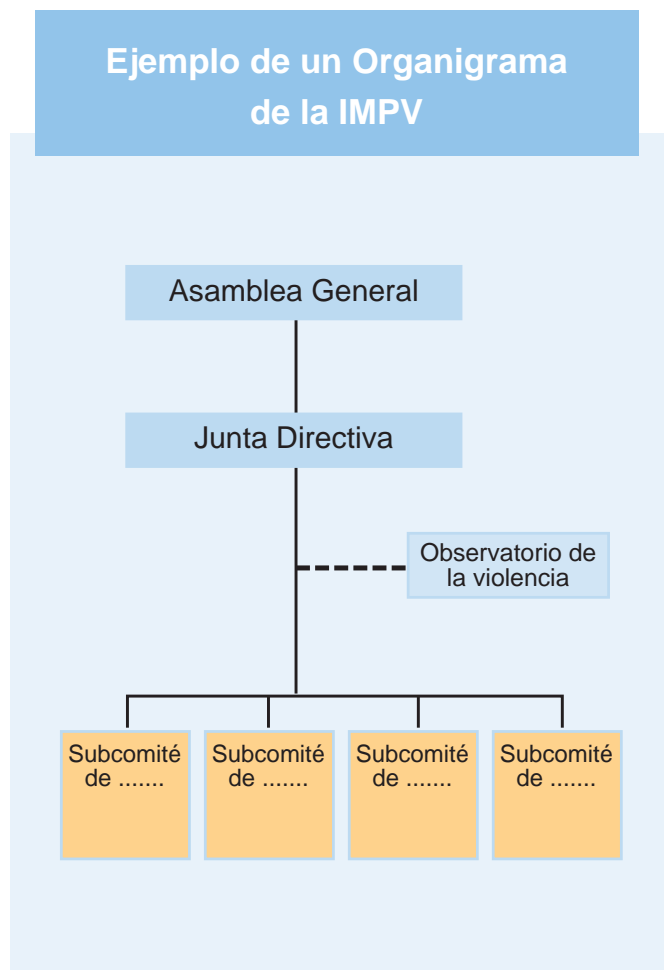 Ejemplo de un Organigrama
de la IMPV
Asamblea General
Junta Directiva
Observatorio de
la violencia
Subcomité
de .......
Subcomité
de .......
Subcomité
de .......
Subcomité
de .......